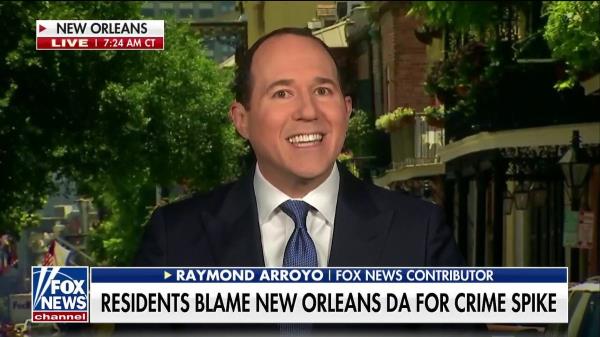 NEW ORLEANS
LIVE 7:24 AM CT
RAYMOND ARROYO | FOX NEWS CONTRIBUTOR
FOX
NEWS
channel
RESIDENTS BLAME NEW ORLEANS DA FOR CRIME SPIKE